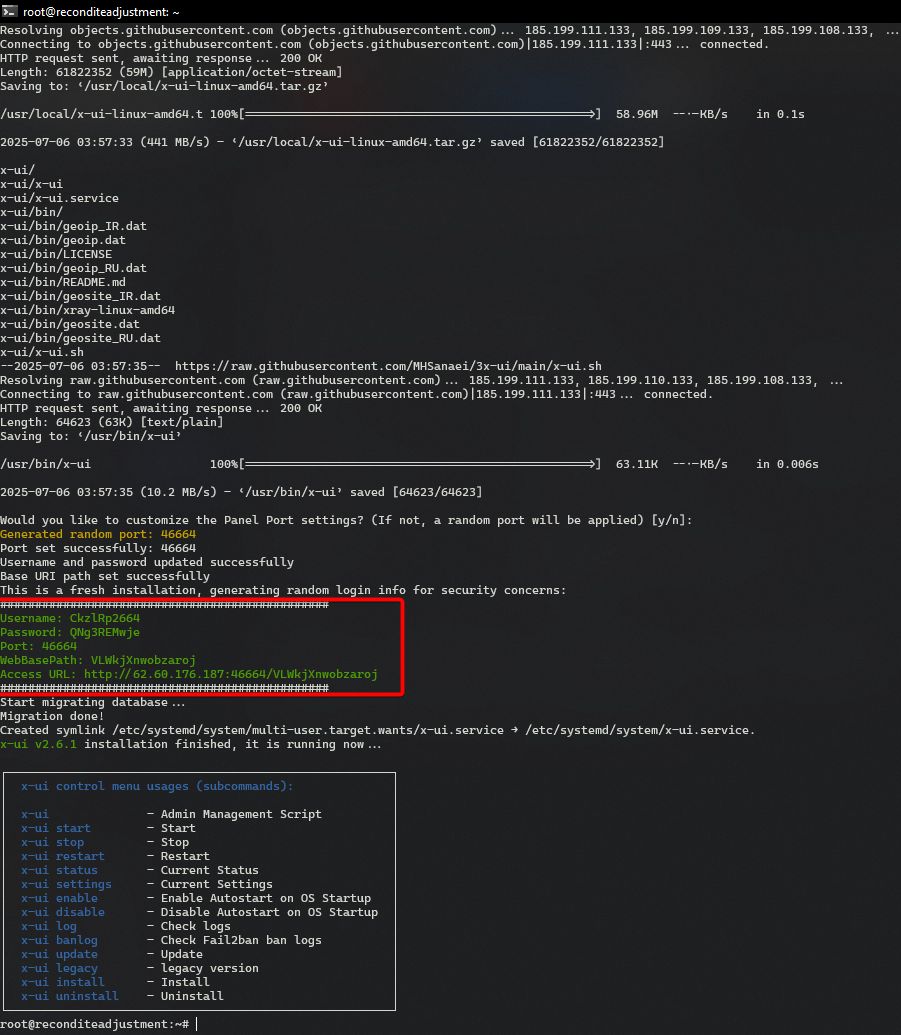 root@reconditeadjustment: ~
Resolving objects.githubusercontent.com (objects.githubusercontent.com)... 185.199.111.133, 185.199.109.133, 185.199.108.133, ...
Connecting to objects.githubusercontent.com (objects.githubusercontent.com)|185.199.111.133|:443... connected.
HTTP request sent, awaiting response... 200 OK
Length: 61822352 (59M) [application/octet-stream]
Saving to: ‘/usr/local/x-ui-linux-amd64.tar.gz’
/usr/local/x-ui-linux-amd64.t 100%[=================================================>]  58.96M  --.-KB/s    in 0.1s
2025-07-06 03:57:33 (441 MB/s) - ‘/usr/local/x-ui-linux-amd64.tar.gz’ saved [61822352/61822352]
x-ui/
x-ui/x-ui
x-ui/x-ui.service
x-ui/bin/
x-ui/bin/geoip_IR.dat
x-ui/bin/geoip.dat
x-ui/bin/LICENSE
x-ui/bin/geoip_RU.dat
x-ui/bin/README.md
x-ui/bin/geosite_IR.dat
x-ui/bin/xray-linux-amd64
x-ui/bin/geosite.dat
x-ui/bin/geosite_RU.dat
x-ui/x-ui.sh
--2025-07-06 03:57:35--  https://raw.githubusercontent.com/MHSanaei/3x-ui/main/x-ui.sh
Resolving raw.githubusercontent.com (raw.githubusercontent.com)... 185.199.111.133, 185.199.110.133, 185.199.108.133, ...
Connecting to raw.githubusercontent.com (raw.githubusercontent.com)|185.199.111.133|:443... connected.
HTTP request sent, awaiting response... 200 OK
Length: 64623 (63K) [text/plain]
Saving to: ‘/usr/bin/x-ui’
/usr/bin/x-ui                 100%[=================================================>]  63.11K  --.-KB/s    in 0.006s
2025-07-06 03:57:35 (10.2 MB/s) - ‘/usr/bin/x-ui’ saved [64623/64623]
Would you like to customize the Panel Port settings? (If not, a random port will be applied) [y/n]:
Generated random port: 46664
Port set successfully: 46664
Username and password updated successfully
Base URI path set successfully
This is a fresh installation, generating random login info for security concerns:
###############################################
Username: CkzlRp2664
Password: QNg3REMwje
Port: 46664
WebBasePath: VLWkjXnwobzaroj
Access URL: http://62.60.176.187:46664/VLWkjXnwobzaroj
###############################################
Start migrating database...
Migration done!
Created symlink /etc/systemd/system/multi-user.target.wants/x-ui.service → /etc/systemd/system/x-ui.service.
x-ui v2.6.1 installation finished, it is running now...
x-ui control menu usages (subcommands):
x-ui              - Admin Management Script
x-ui start        - Start
x-ui stop         - Stop
x-ui restart      - Restart
x-ui status       - Current Status
x-ui settings     - Current Settings
x-ui enable       - Enable Autostart on OS Startup
x-ui disable      - Disable Autostart on OS Startup
x-ui log          - Check logs
x-ui banlog       - Check Fail2ban ban logs
x-ui update       - Update
x-ui legacy       - legacy version
x-ui install      - Install
x-ui uninstall    - Uninstall
root@reconditeadjustment:~#